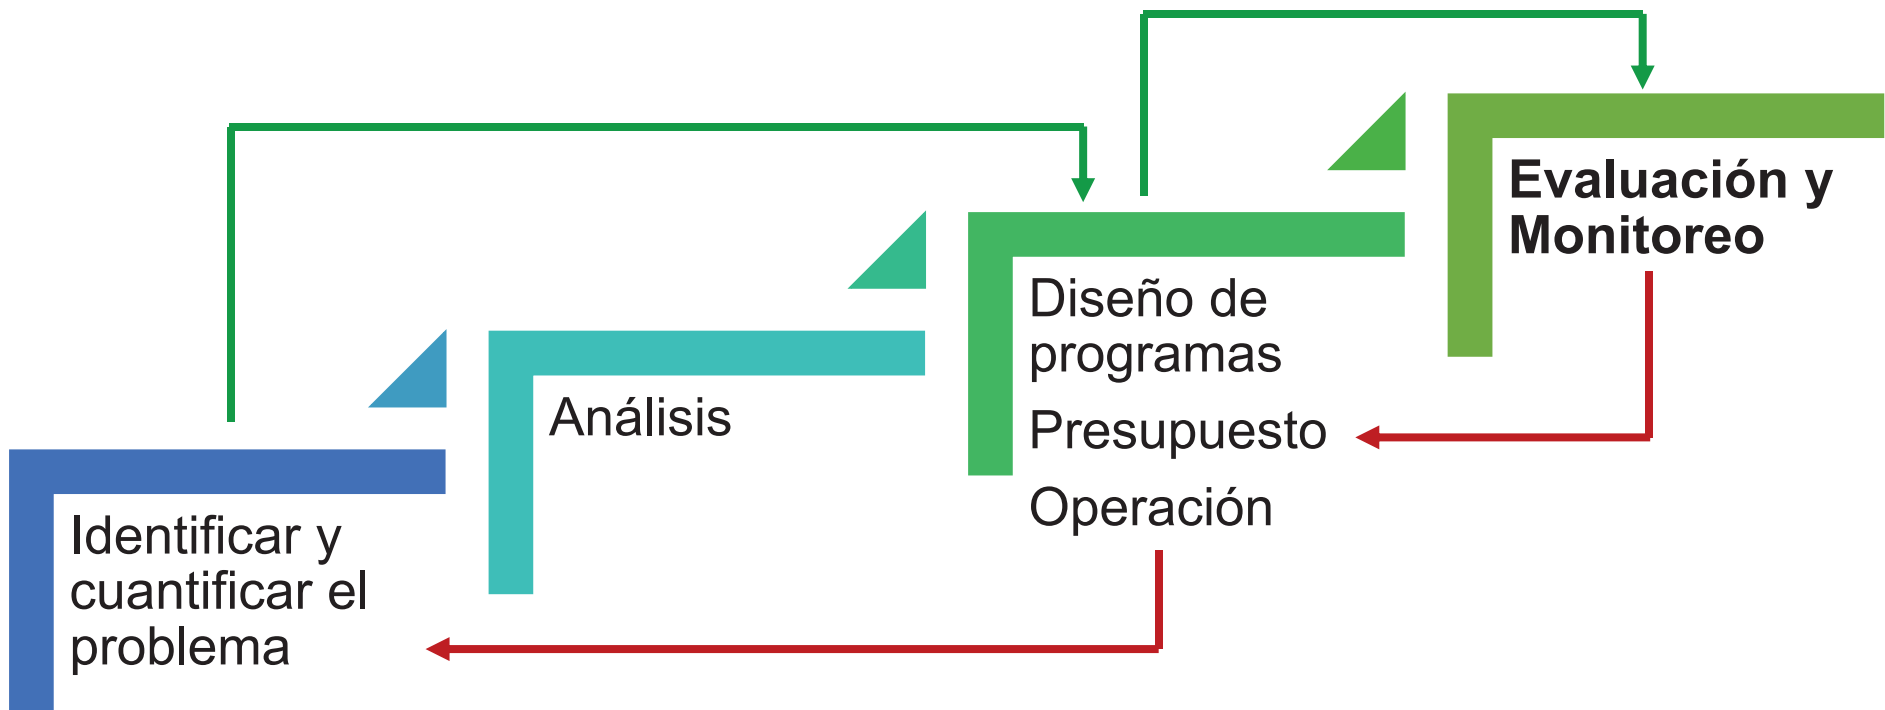 Identificar y
cuantificar el
problema
Análisis
Diseño de
programas
Presupuesto
Operación
Evaluación y
Monitoreo